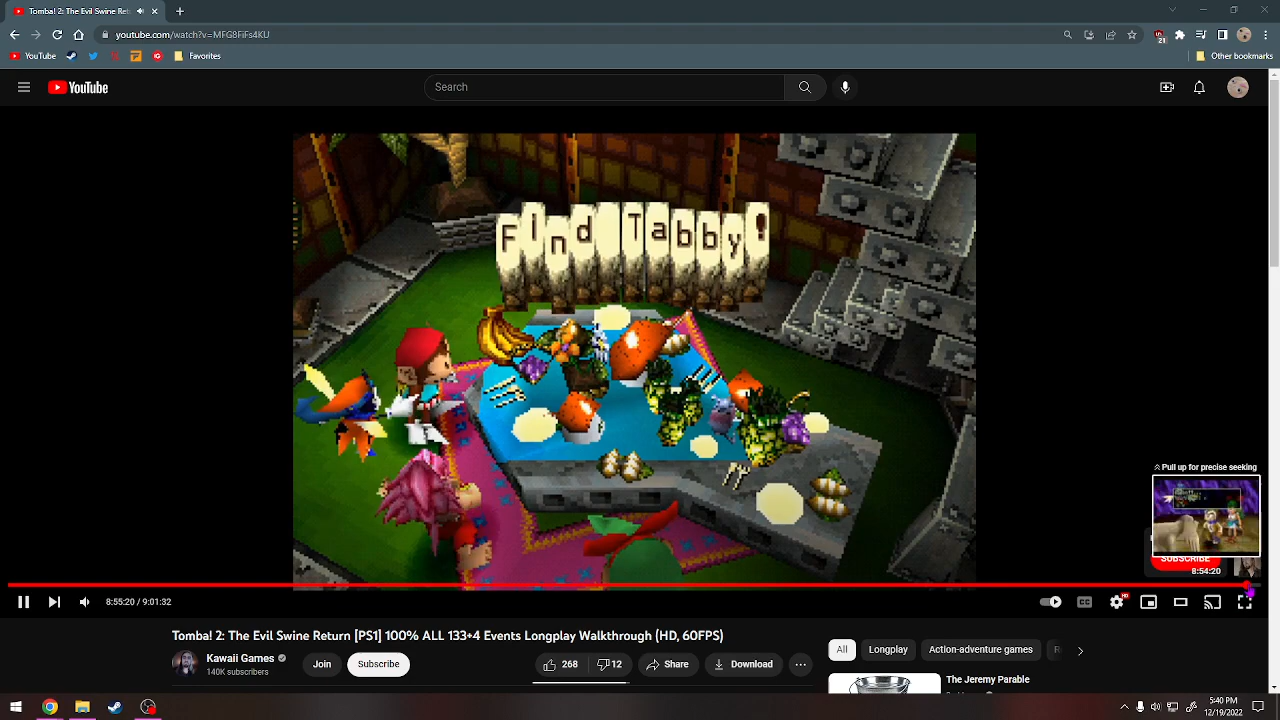 Tomba! 2: The Evil Swine Ret
youtube.com/watch?v=MFG8FiFs4KU
21
YouTube
Favorites
Other bookmarks
YouTube
Search
Find Tabby!
Pull up for precise seeking
SUBSCRIBE
8:54:20
8:55:20 / 9:01:32
CC
HD
Tomba! 2: The Evil Swine Return [PS1] 100% ALL 133+4 Events Longplay Walkthrough (HD, 60FPS)
Kawaii Games
140K subscribers
Join
Subscribe
268
12
Share
Download
All
Longplay
Action-adventure games
The Jeremy Parable
5:40 PM
12/19/2022